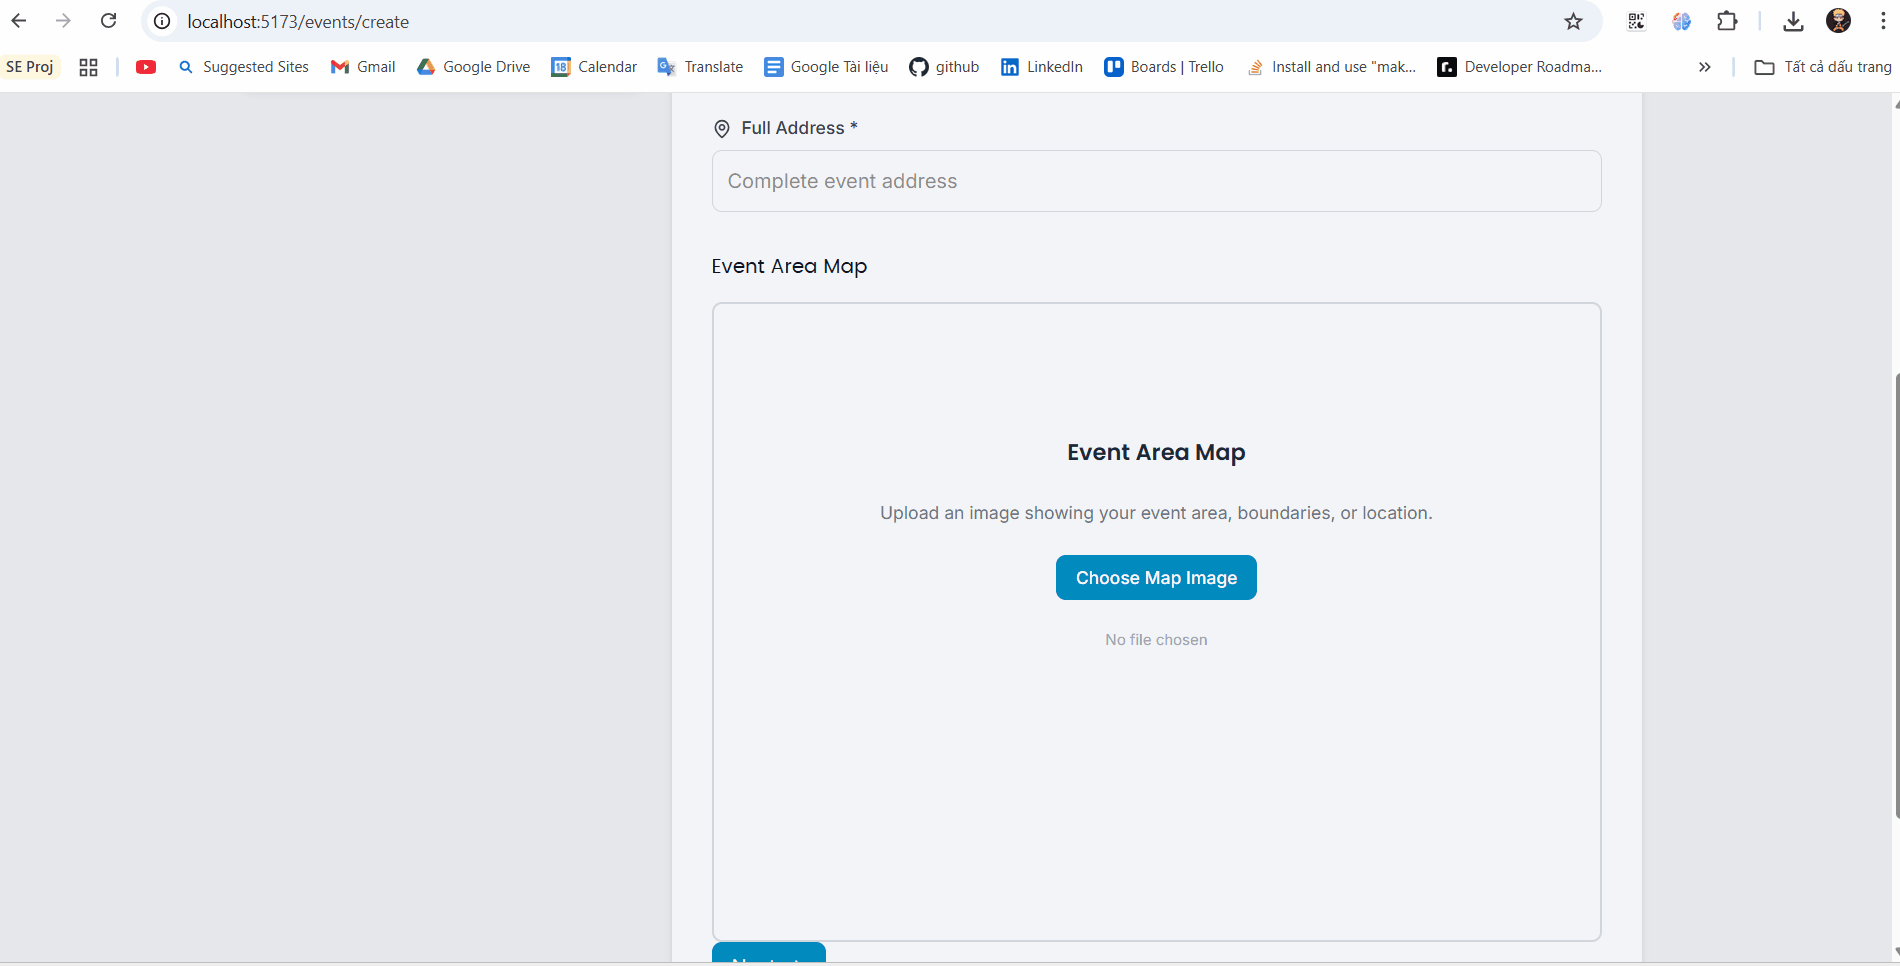 localhost:5173/events/create
SE Proj
Suggested Sites
Gmail
Google Drive
18
Calendar
Translate
Google Tài liệu
github
LinkedIn
Boards | Trello
Install and use "mak...
Developer Roadma...
Tất cả dấu trang
Full Address *
Complete event address
Event Area Map
Event Area Map
Upload an image showing your event area, boundaries, or location.
Choose Map Image
No file chosen